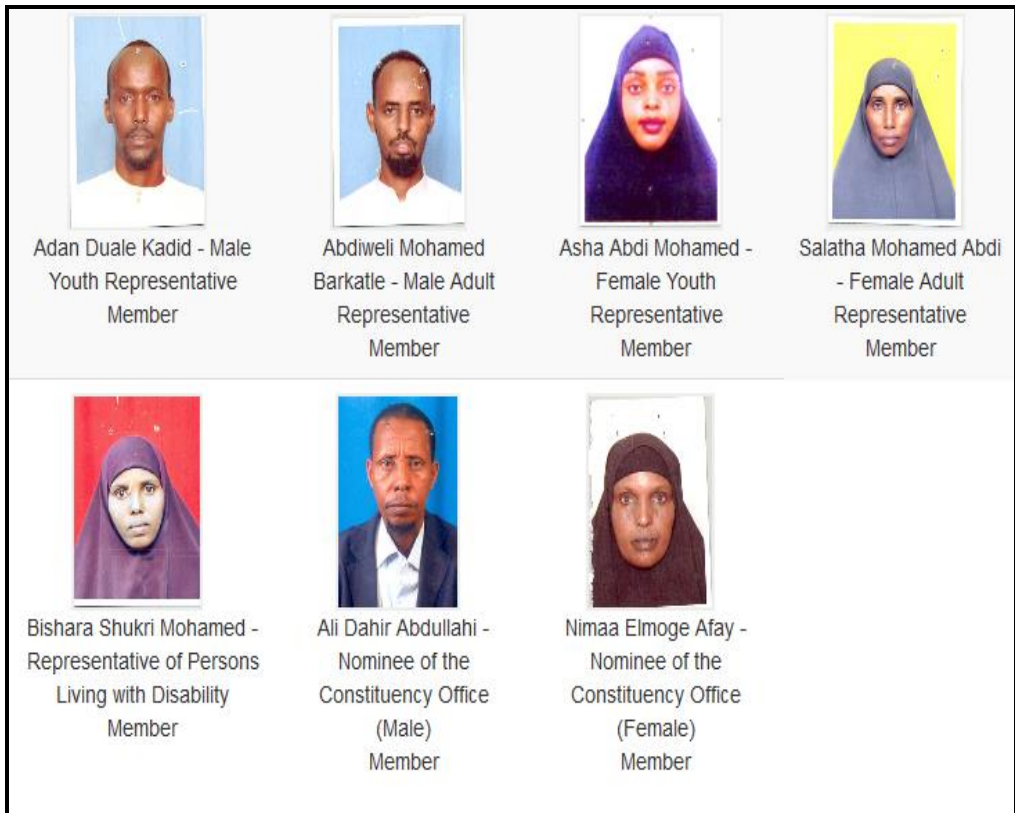 Adan Duale Kadid - Male
Youth Representative
Member
Abdiweli Mohamed
Barkatle - Male Adult
Representative
Member
Asha Abdi Mohamed -
Female Youth
Representative
Member
Salatha Mohamed Abdi
- Female Adult
Representative
Member
Bishara Shukri Mohamed -
Representative of Persons
Living with Disability
Member
Ali Dahir Abdullahi -
Nominee of the
Constituency Office
(Male)
Member
Nimaa Elmoge Afay -
Nominee of the
Constituency Office
(Female)
Member